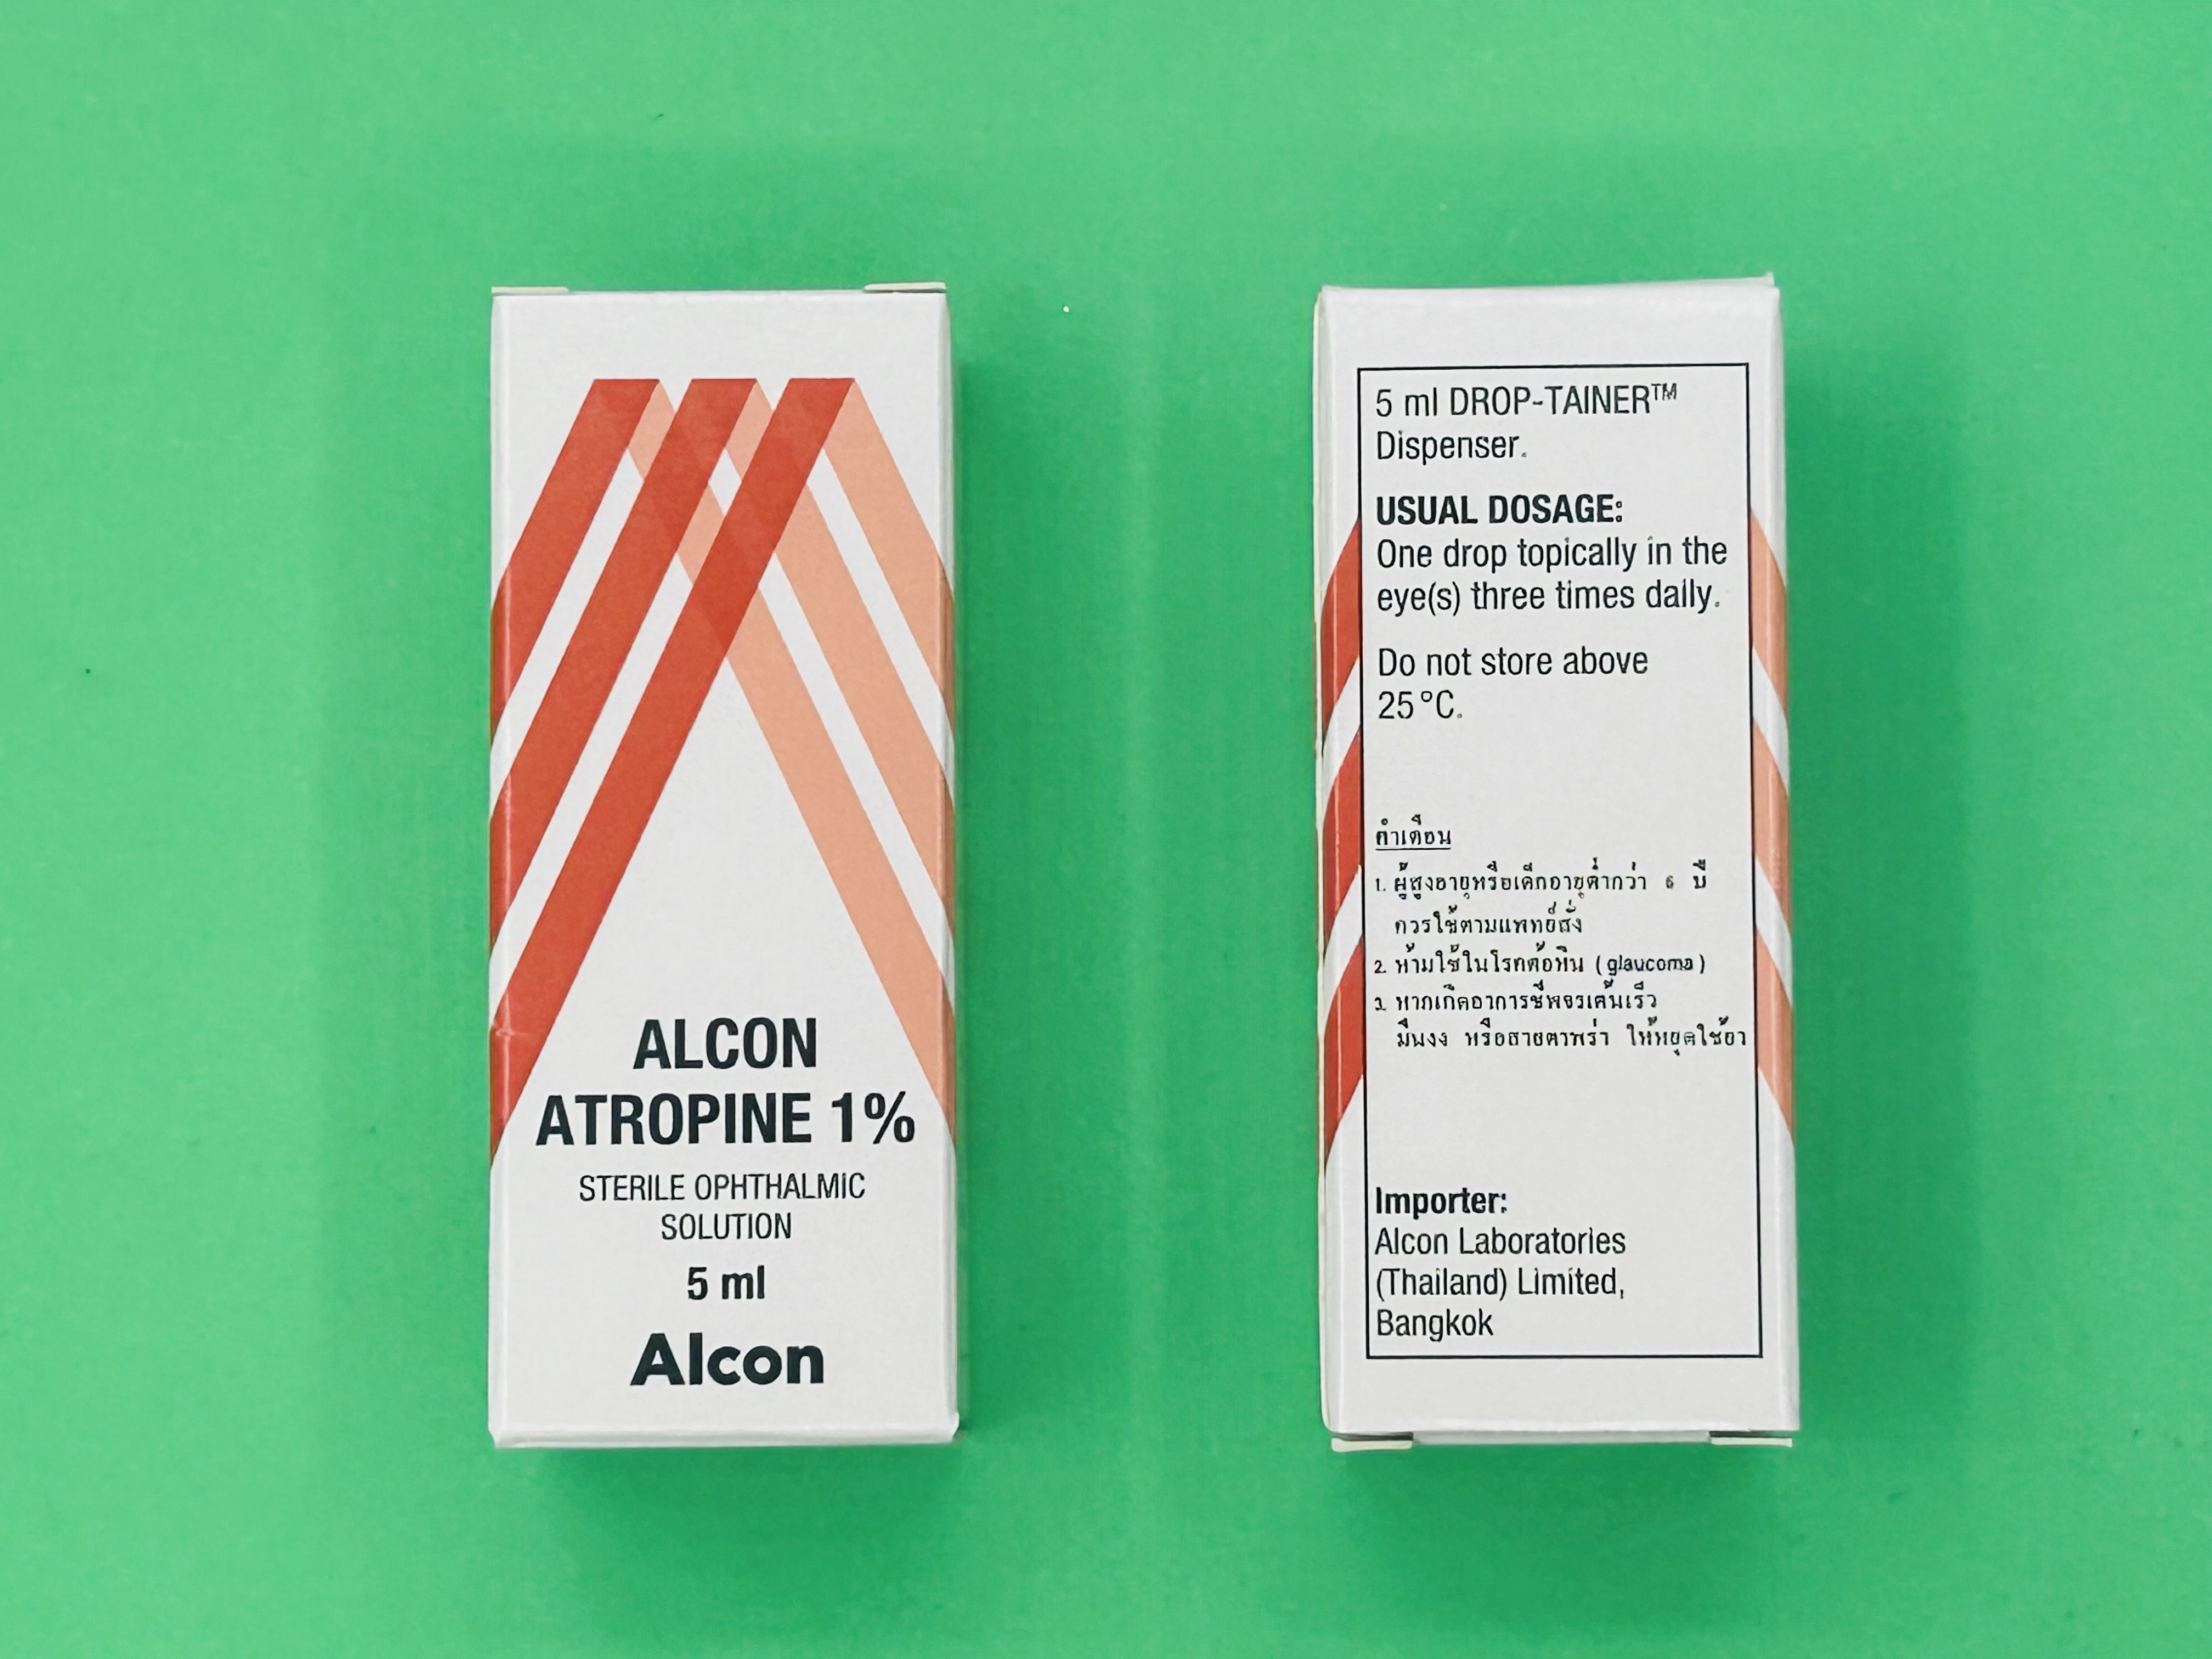 ALCON
ATROPINE 1%
STERILE OPHTHALMIC
SOLUTION
5 ml
Alcon
5 ml DROP-TAINER™
Dispenser.
USUAL DOSAGE:
One drop topically in the
eye(s) three times daily.
Do not store above
25°C.
คำเตือน
1. ผู้สูงอายุหรือเด็กอายุต่ำกว่า 6 ปี
ควรใช้ตามแพทย์สั่ง
2. ห้ามใช้ในโรคต้อหิน (glaucoma)
3. หากเกิดอาการชีพจรเต้นเร็ว
มึนงง หรือสายตาพร่า ให้หยุดใช้ยา
Importer:
Alcon Laboratories
(Thailand) Limited,
Bangkok